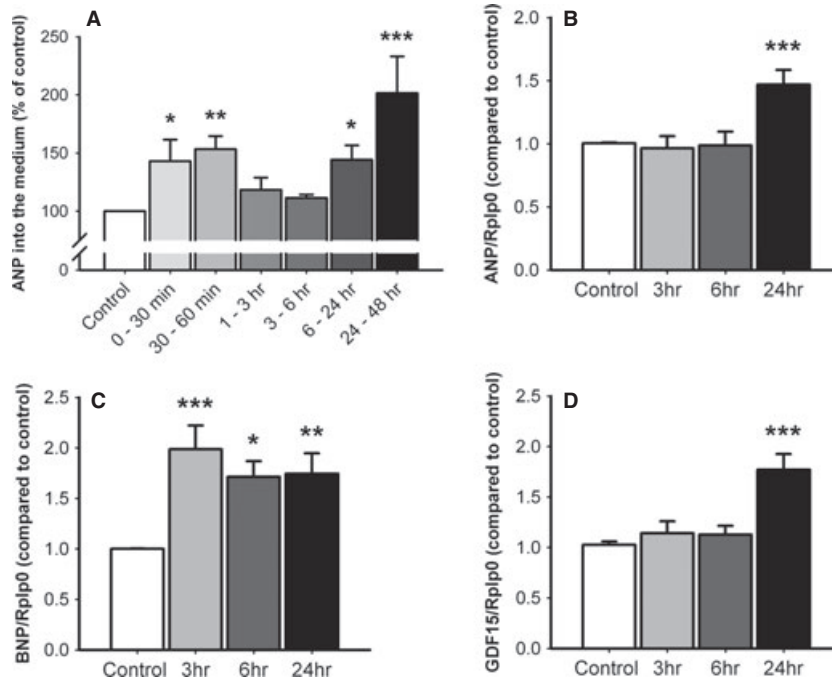 A
ANP into the medium (% of control)
250
200
150
100
0
*
**
*
***
Control
0 - 30 min
30 - 60 min
1 - 3 hr
3 - 6 hr
6 - 24 hr
24 - 48 hr
B
ANP/Rplp0 (compared to control)
2.0
1.5
1.0
0.5
0.0
***
Control 3hr 6hr 24hr
C
BNP/Rplp0 (compared to control)
2.5
2.0
1.5
1.0
0.5
0.0
***
*
**
Control 3hr 6hr 24hr
D
GDF15/Rplp0 (compared to control)
2.5
2.0
1.5
1.0
0.5
0.0
***
Control 3hr 6hr 24hr